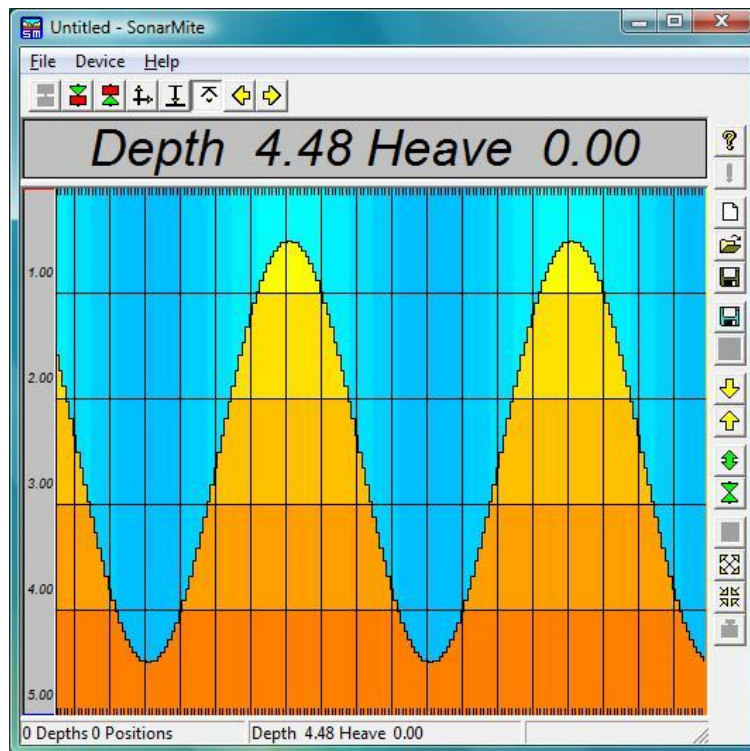 Untitled - SonarMite
File Device Help
Depth 4.48 Heave 0.00
1.00
2.00
3.00
4.00
5.00
0 Depths 0 Positions Depth 4.48 Heave 0.00